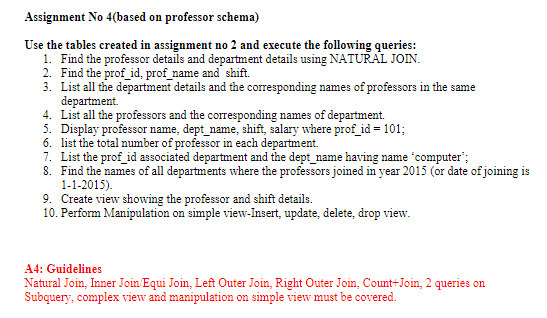 Assignment No 4(based on professor schema)
Use the tables created in assignment no 2 and execute the following queries:
1. Find the professor details and department details using NATURAL JOIN.
2. Find the prof_id, prof_name and shift.
3. List all the department details and the corresponding names of professors in the same
department.
4. List all the professors and the corresponding names of department.
5. Display professor name, dept_name, shift, salary where prof_id = 101;
6. list the total number of professor in each department.
7. List the prof_id associated department and the dept_name having name ‘computer’;
8. Find the names of all departments where the professors joined in year 2015 (or date of joining is
1-1-2015).
9. Create view showing the professor and shift details.
10. Perform Manipulation on simple view-Insert, update, delete, drop view.
A4: Guidelines
Natural Join, Inner Join/Equi Join, Left Outer Join, Right Outer Join, Count+Join, 2 queries on
Subquery, complex view and manipulation on simple view must be covered.